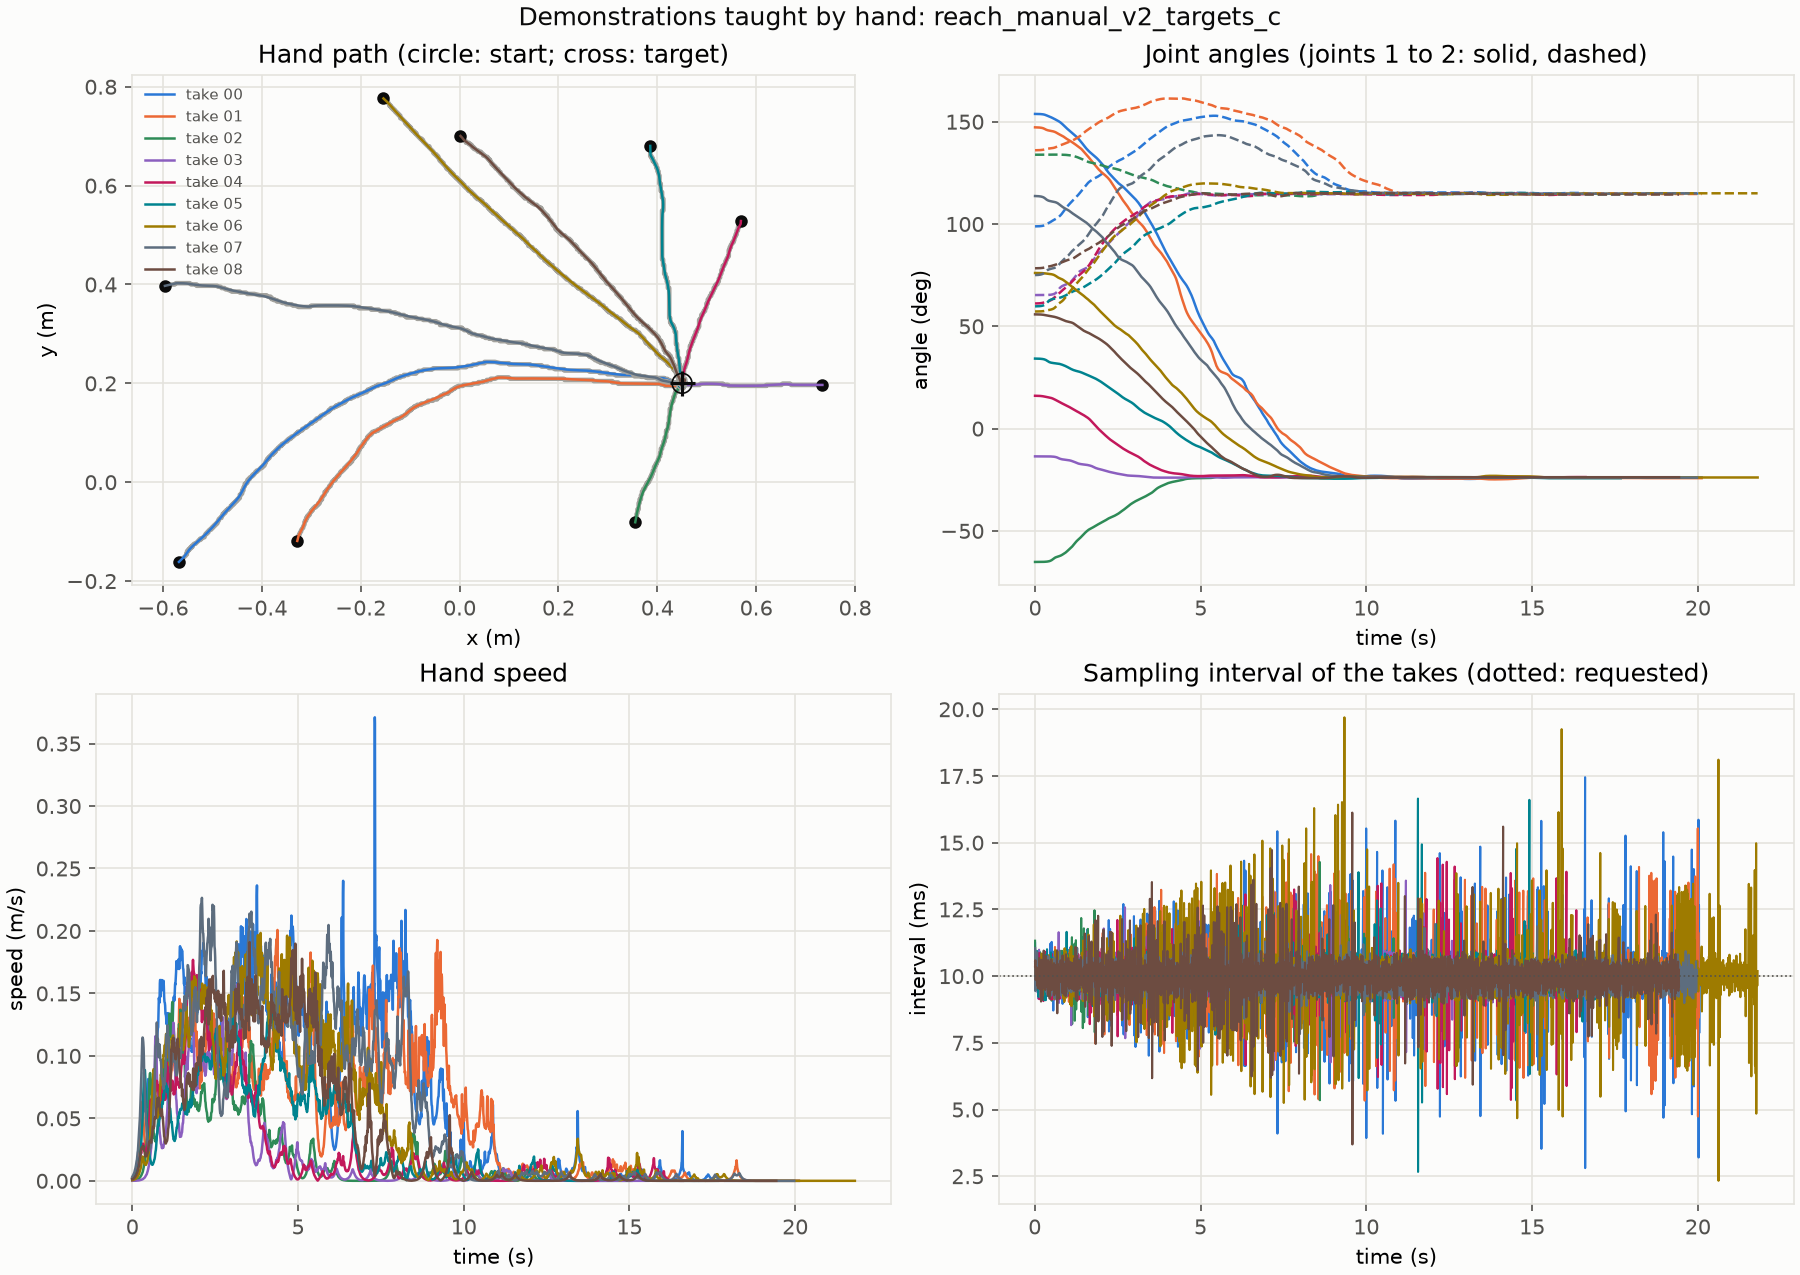 Demonstrations taught by hand: reach_manual_v2_targets_c
Hand path (circle: start; cross: target)
0.8
0.6
0.4
0.2
0.0
−0.2
y (m)
take 00
take 01
take 02
take 03
take 04
take 05
take 06
take 07
take 08
−0.6
−0.4
−0.2
0.0
0.2
0.4
0.6
0.8
x (m)
Joint angles (joints 1 to 2: solid, dashed)
150
100
50
0
−50
angle (deg)
0
5
10
15
20
time (s)
Hand speed
0.35
0.30
0.25
0.20
0.15
0.10
0.05
0.00
speed (m/s)
0
5
10
15
20
time (s)
Sampling interval of the takes (dotted: requested)
20.0
17.5
15.0
12.5
10.0
7.5
5.0
2.5
interval (ms)
0
5
10
15
20
time (s)